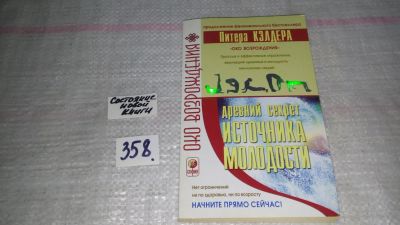 Состояние
новой
книги
358.
ОКО ВОЗРОЖДЕНИЯ
продолжение феноменального бестселлера
Питера КЭЛДЕРА
«ОКО ВОЗРОЖДЕНИЯ»
Древний секрет
ИСТОЧНИКА
МОЛОДОСТИ
СОФИЯ
Нет ограничений
ни по здоровью, ни по возрасту
НАЧНИТЕ ПРЯМО СЕЙЧАС!